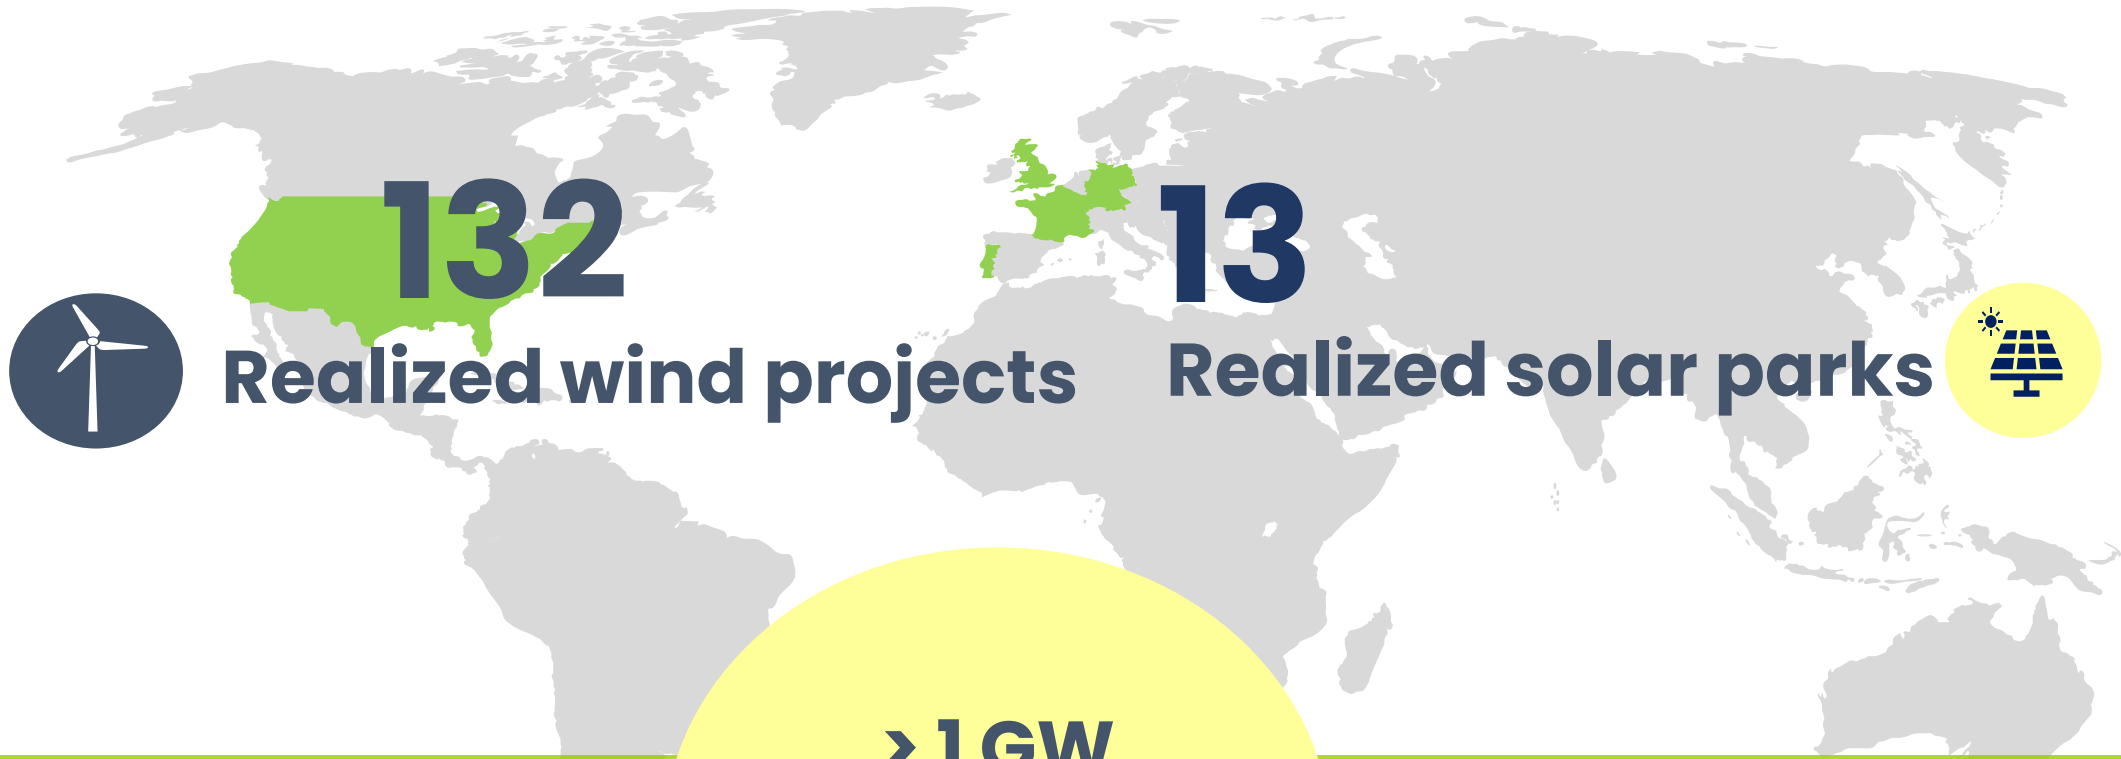 132
Realized wind projects
13
Realized solar parks
> 1 GW